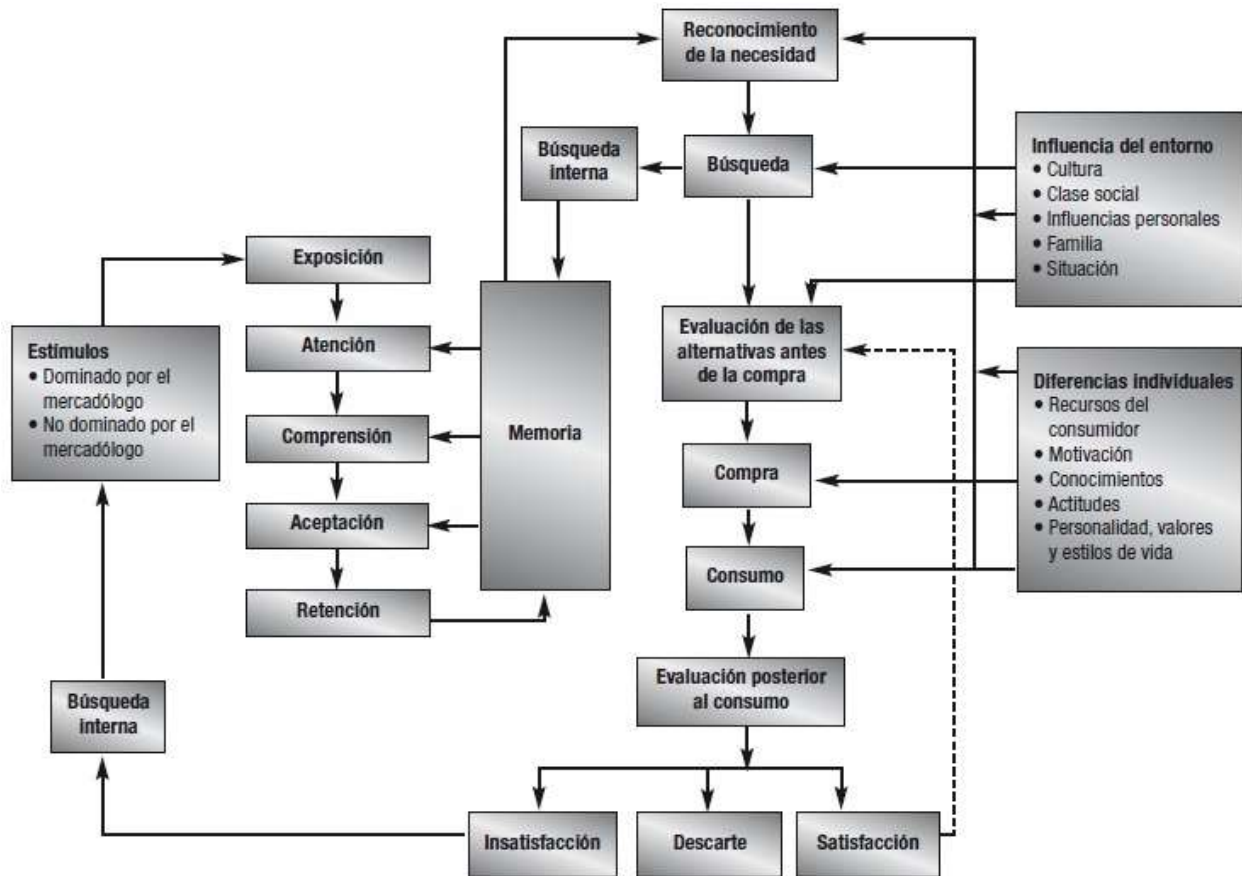 Reconocimiento
de la necesidad
Búsqueda
interna
Búsqueda
Influencia del entorno
• Cultura
• Clase social
• Influencias personales
• Familia
• Situación
Exposición
Estímulos
• Dominado por el
mercadólogo
• No dominado por el
mercadólogo
Atención
Comprensión
Aceptación
Retención
Memoria
Evaluación de las
alternativas antes
de la compra
Diferencias individuales
• Recursos del
consumidor
• Motivación
• Conocimientos
• Actitudes
• Personalidad, valores
y estilos de vida
Compra
Consumo
Evaluación posterior
al consumo
Búsqueda
interna
Insatisfacción
Descarte
Satisfacción